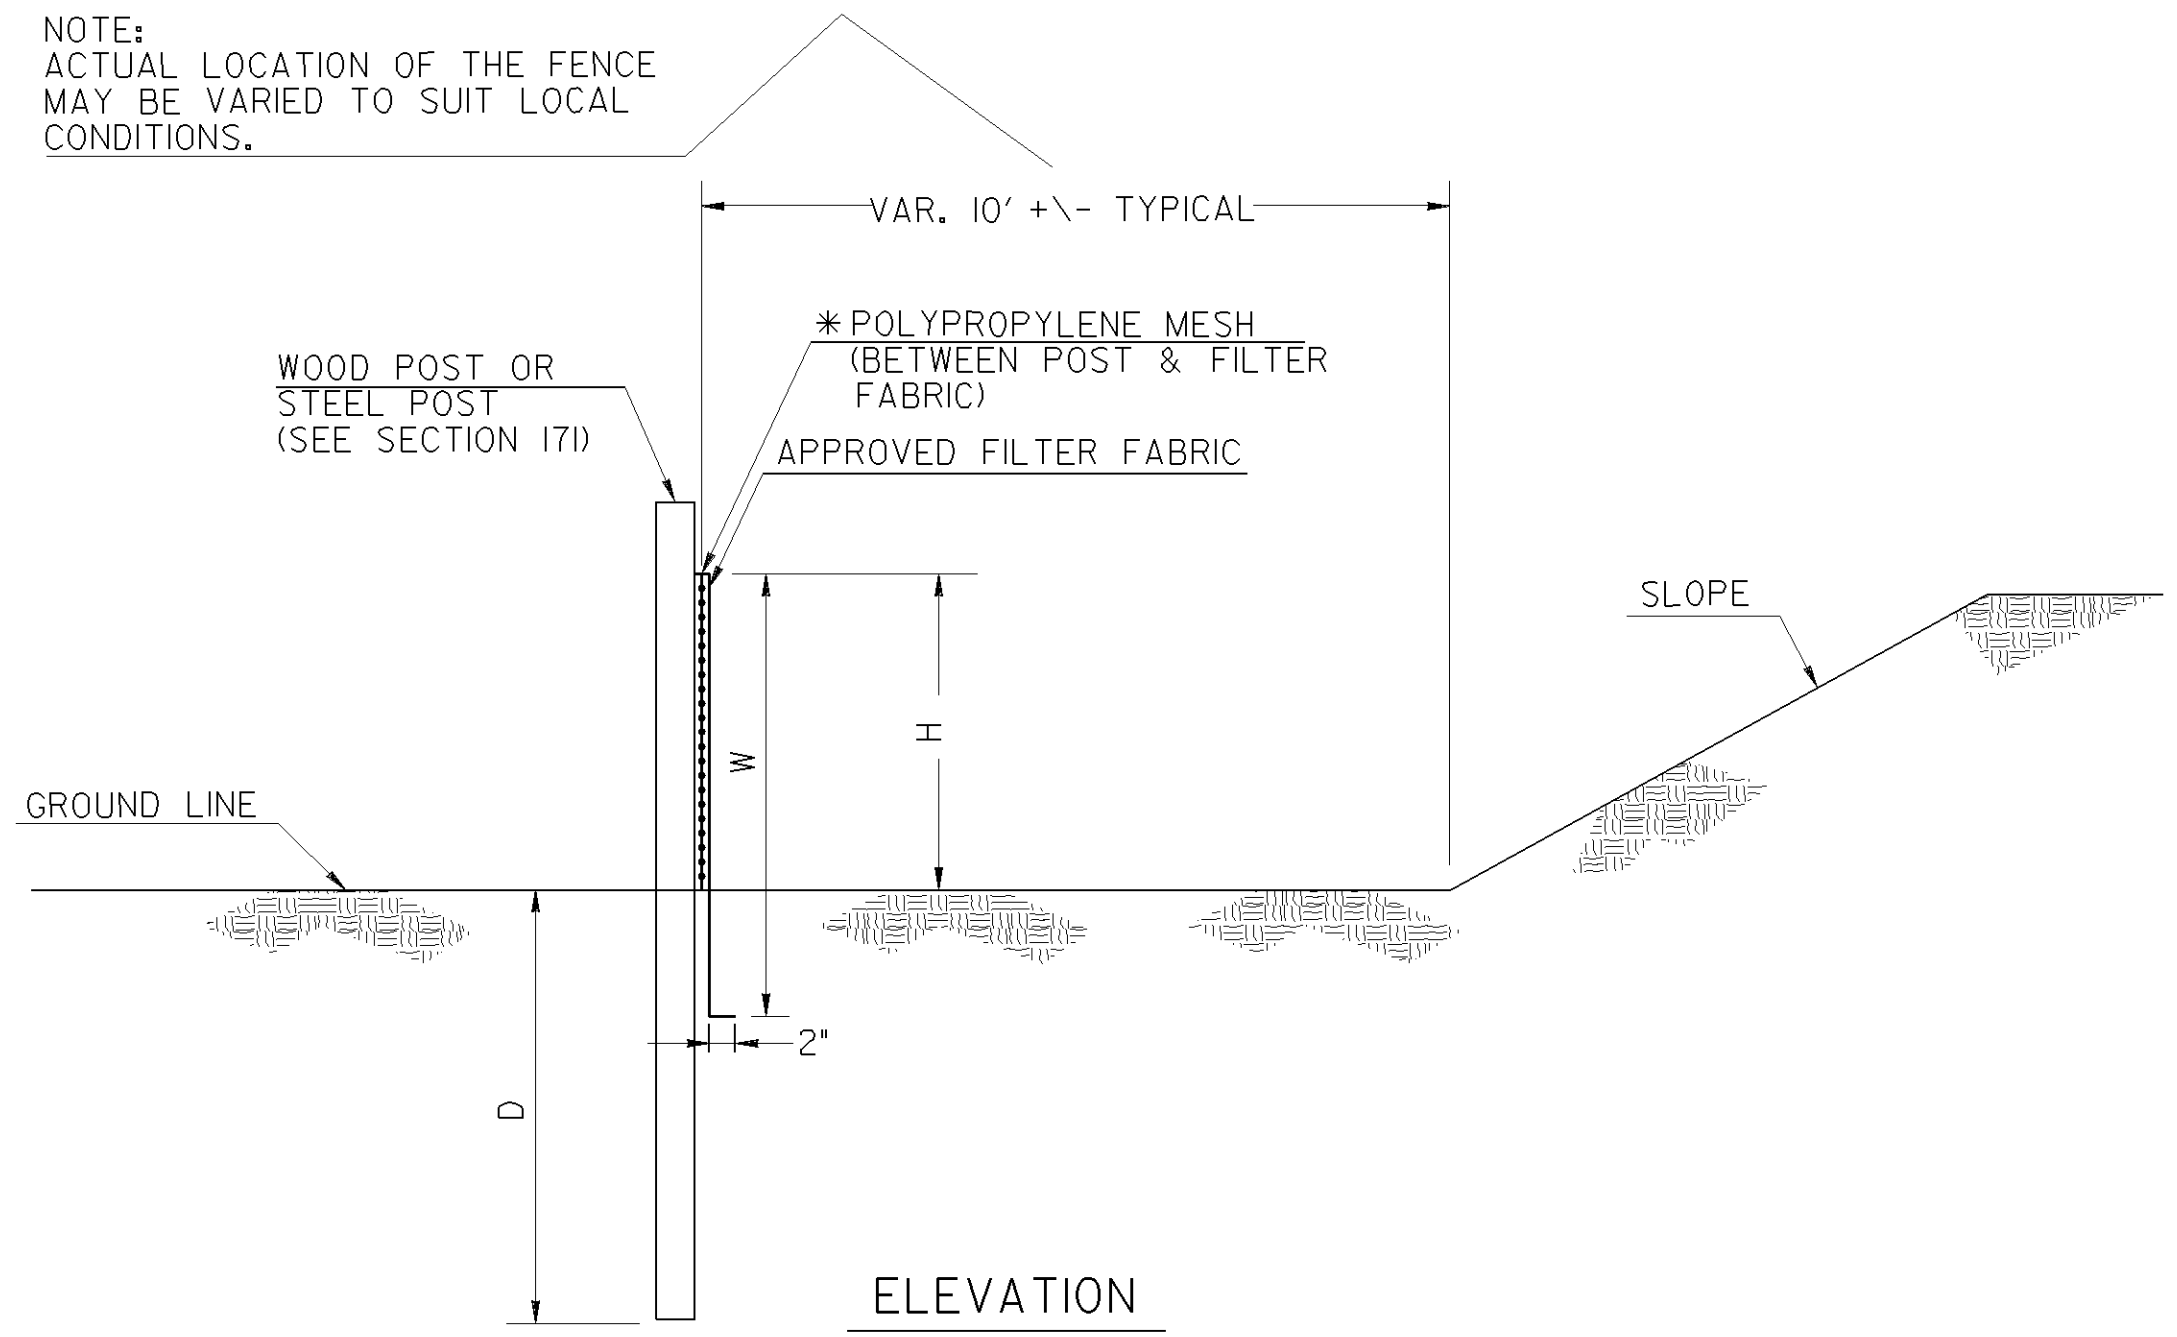 NOTE:
ACTUAL LOCATION OF THE FENCE
MAY BE VARIED TO SUIT LOCAL
CONDITIONS.
VAR. 10' +\- TYPICAL
* POLYPROPYLENE MESH
(BETWEEN POST & FILTER
FABRIC)
WOOD POST OR
STEEL POST
(SEE SECTION 171)
APPROVED FILTER FABRIC
SLOPE
H
W
GROUND LINE
2"
D
ELEVATION